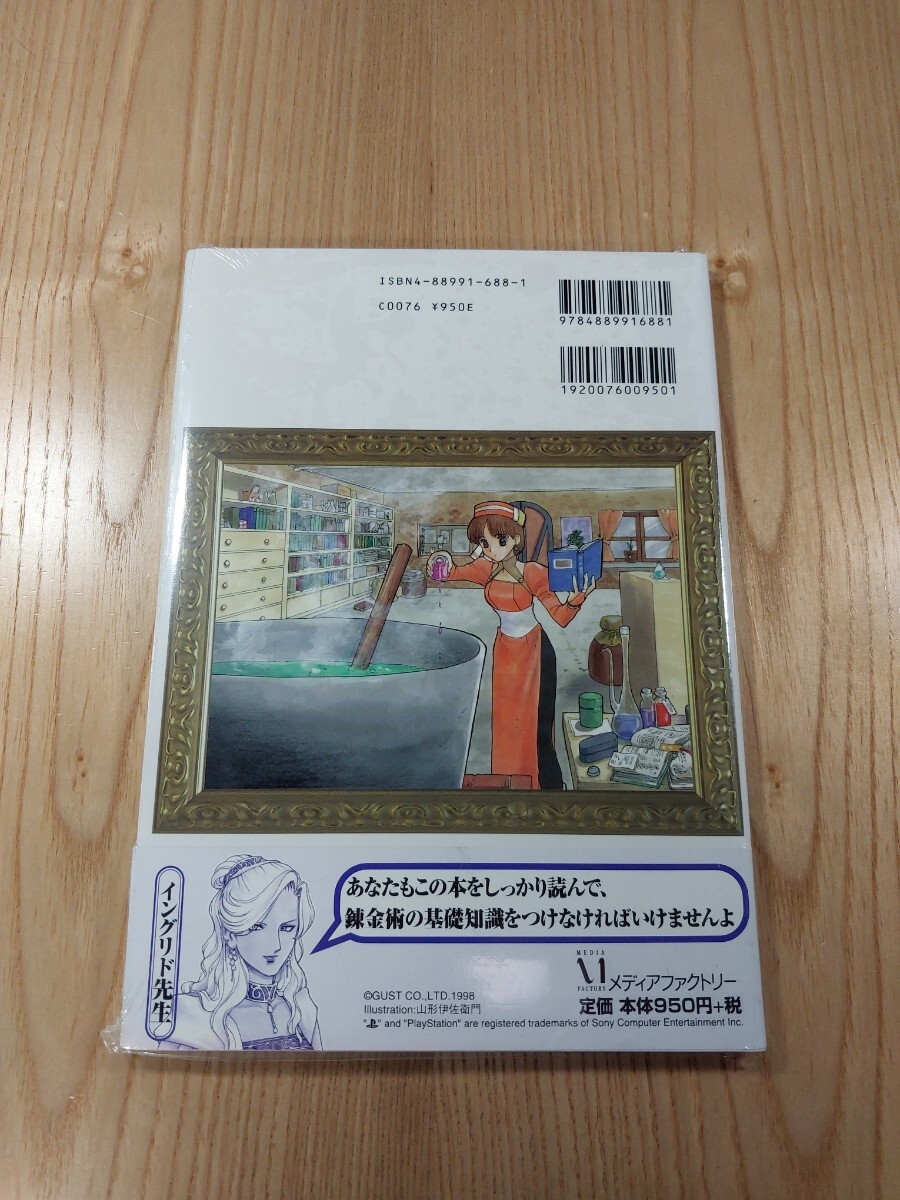 ISBN4-88991-688-1
C0076 ¥950E
9784889916881
1920076009501
イングリド先生
あなたもこの本をしっかり読んで、
錬金術の基礎知識をつけなければいけませんよ
MEDIA
FACTORY
メディアファクトリー
©GUST CO.,LTD.1998
定価 本体950円+税
Illustration:山形伊佐衛門
"PS" and "PlayStation" are registered trademarks of Sony Computer Entertainment Inc.